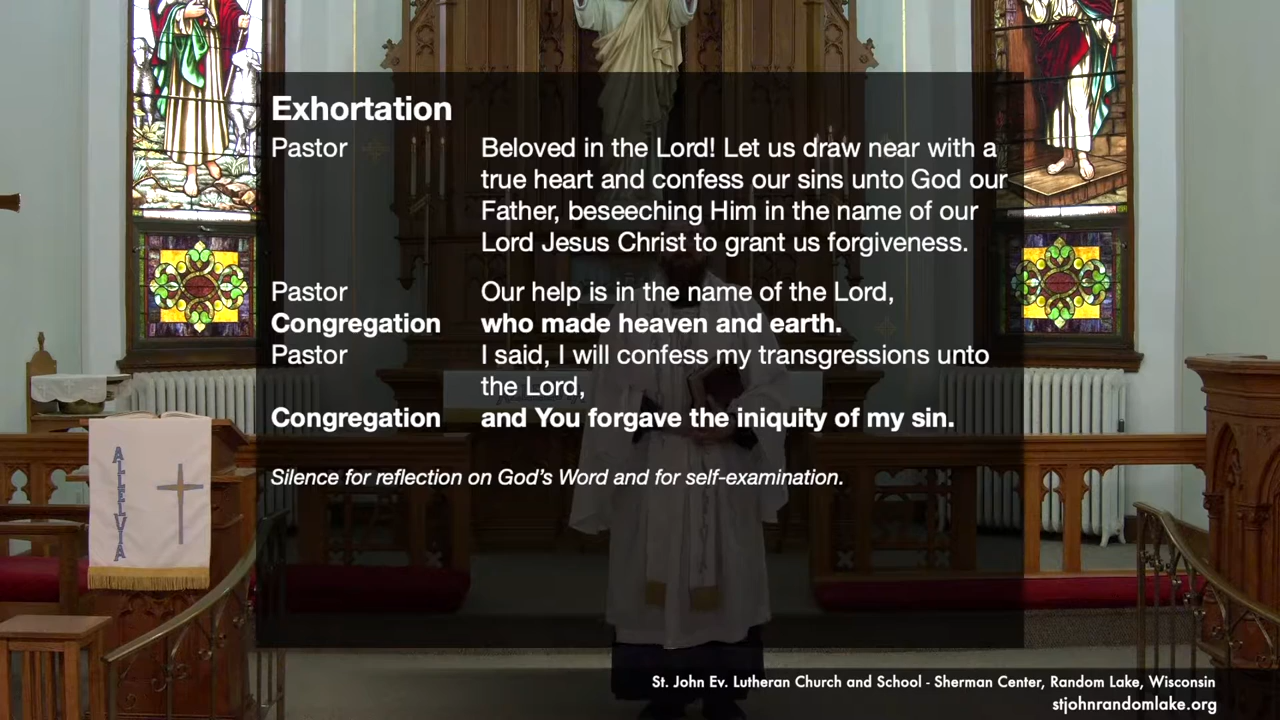 Exhortation
Pastor Beloved in the Lord! Let us draw near with a
true heart and confess our sins unto God our
Father, beseeching Him in the name of our
Lord Jesus Christ to grant us forgiveness.
Pastor Our help is in the name of the Lord,
Congregation who made heaven and earth.
Pastor I said, I will confess my transgressions unto
the Lord,
Congregation and You forgave the iniquity of my sin.
Silence for reflection on God’s Word and for self-examination.
ALLELVIA
St. John Ev. Lutheran Church and School - Sherman Center, Random Lake, Wisconsin
stjohnrandomlake.org